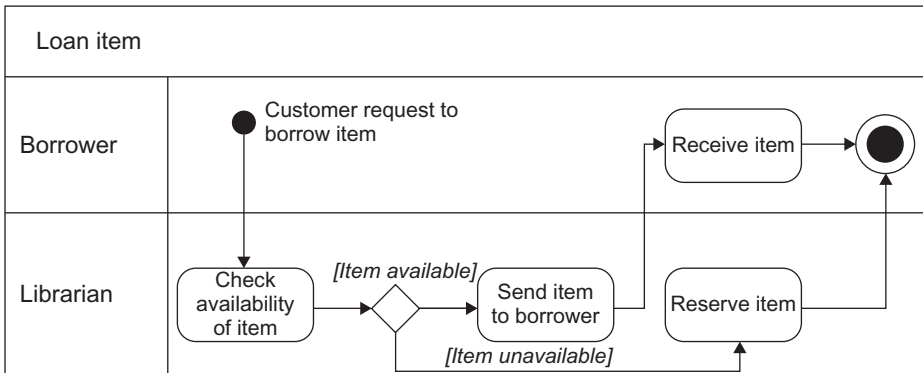 Loan item
Borrower
Customer request to
borrow item
Receive item
Librarian
Check
availability
of item
[Item available]
Send item
to borrower
[Item unavailable]
Reserve item